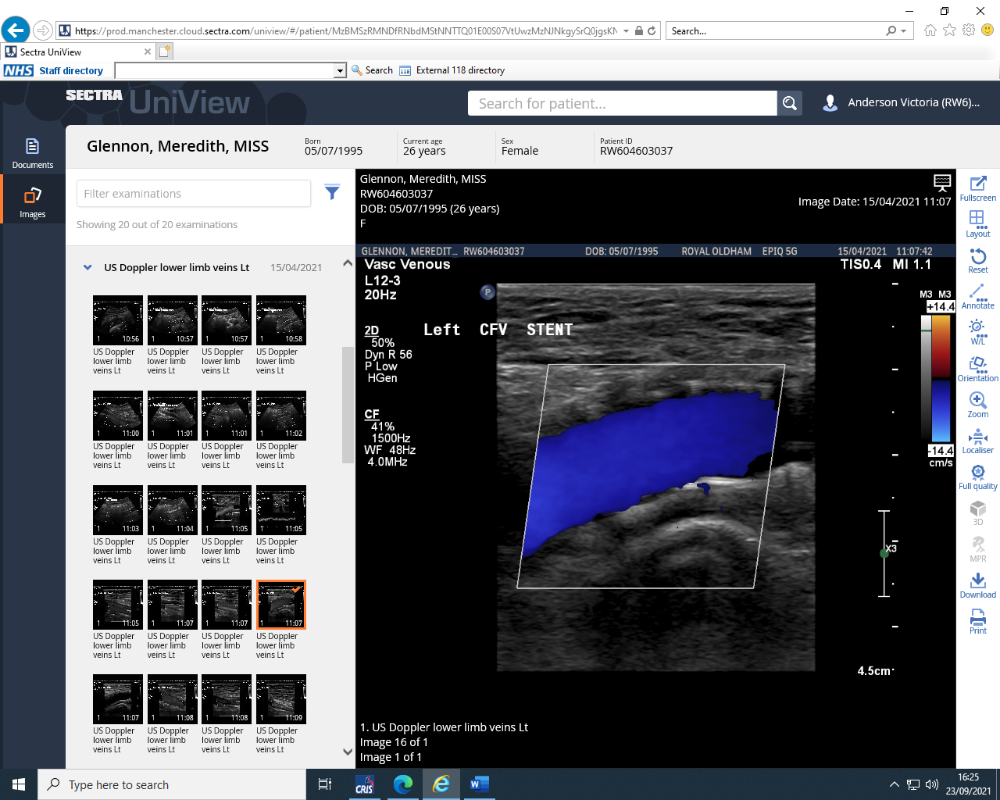 https://prod.manchester.cloud.sectra.com/uniview/#/patient/
Search...
Sectra UniView
NHS Staff directory
Search
External 118 directory
SECTRA UniView
Search for patient...
Anderson Victoria (RW6)...
Documents
Images
Glennon, Meredith, MISS
Born
05/07/1995
Current age
26 years
Sex
Female
Patient ID
RW604603037
Filter examinations
Showing 20 out of 20 examinations
US Doppler lower limb veins Lt 15/04/2021
1 10:56 1 10:57 1 10:57 1 10:58
US Doppler US Doppler US Doppler US Doppler
lower limb lower limb lower limb lower limb
veins Lt veins Lt veins Lt veins Lt
1 11:00 1 11:01 1 11:01 1 11:02
US Doppler US Doppler US Doppler US Doppler
lower limb lower limb lower limb lower limb
veins Lt veins Lt veins Lt veins Lt
1 11:03 1 11:04 1 11:05 1 11:05
US Doppler US Doppler US Doppler US Doppler
lower limb lower limb lower limb lower limb
veins Lt veins Lt veins Lt veins Lt
1 11:05 1 11:07 1 11:07 1 11:07
US Doppler US Doppler US Doppler US Doppler
lower limb lower limb lower limb lower limb
veins Lt veins Lt veins Lt veins Lt
1 11:07 1 11:08 1 11:08 1 11:09
US Doppler US Doppler US Doppler US Doppler
lower limb lower limb lower limb lower limb
veins Lt veins Lt veins Lt veins Lt
Glennon, Meredith, MISS
RW604603037
DOB: 05/07/1995 (26 years)
F
Image Date: 15/04/2021 11:07
GLENNON, MEREDIT... RW604603037 DOB: 05/07/1995 ROYAL OLDHAM EPIQ 5G 15/04/2021 11:07:42
Vasc Venous
TIS0.4 MI 1.1
L12-3
20Hz
P
M3 M3
+14.4
Left CFV STENT
2D
50%
Dyn R 56
P Low
HGen
CF
41%
1500Hz
WF 48Hz
4.0MHz
-14.4
cm/s
X3
4.5cm
1. US Doppler lower limb veins Lt
Image 16 of 1
Image 1 of 1
Fullscreen
Layout
Reset
Annotate
W/L
Orientation
Zoom
Localiser
Full quality
3D
MPR
Download
Print
Type here to search
CRIS
16:25
23/09/2021